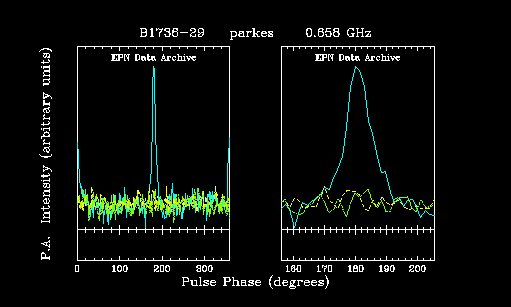 B1736-29 parkes 0.658 GHz
EPN Data Archive EPN Data Archive
Intensity (arbitrary units)
P.A.
0 100 200 300 160 170 180 190 200
Pulse Phase (degrees)